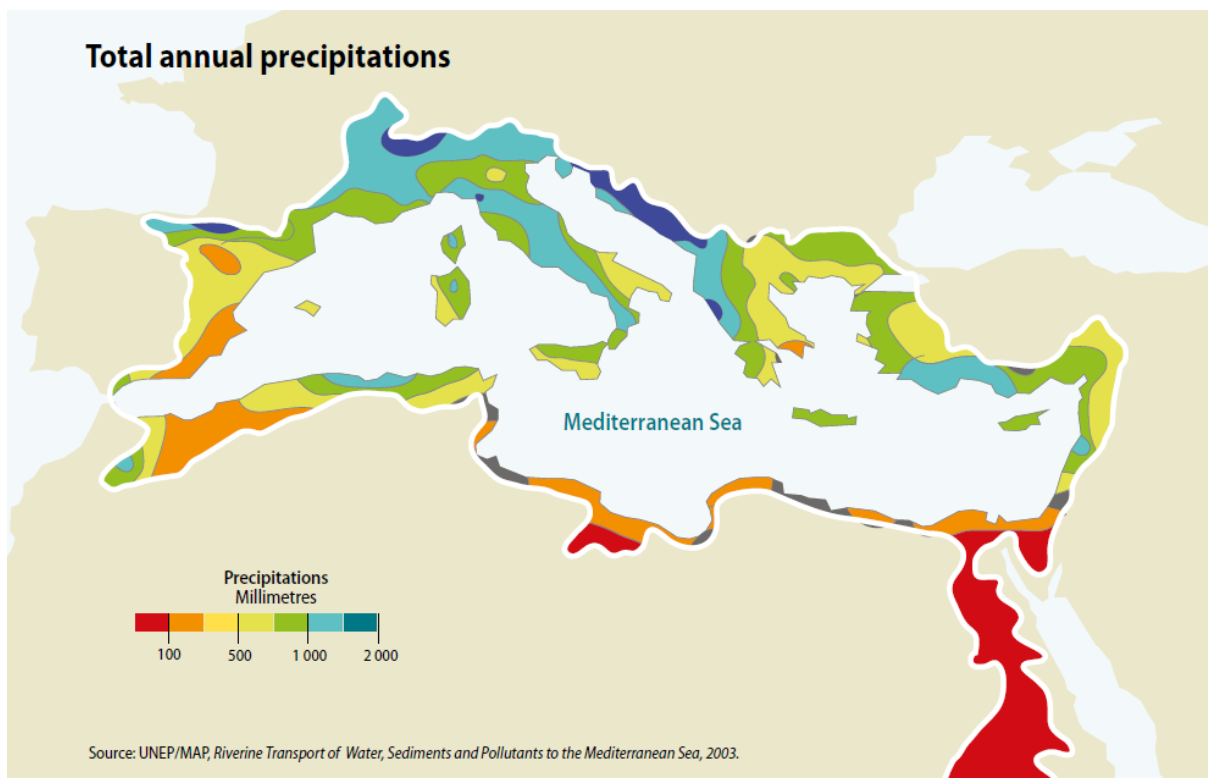 Total annual precipitations
Mediterranean Sea
Precipitations
Millimetres
100 500 1 000 2 000
Source: UNEP/MAP, Riverine Transport of Water, Sediments and Pollutants to the Mediterranean Sea, 2003.